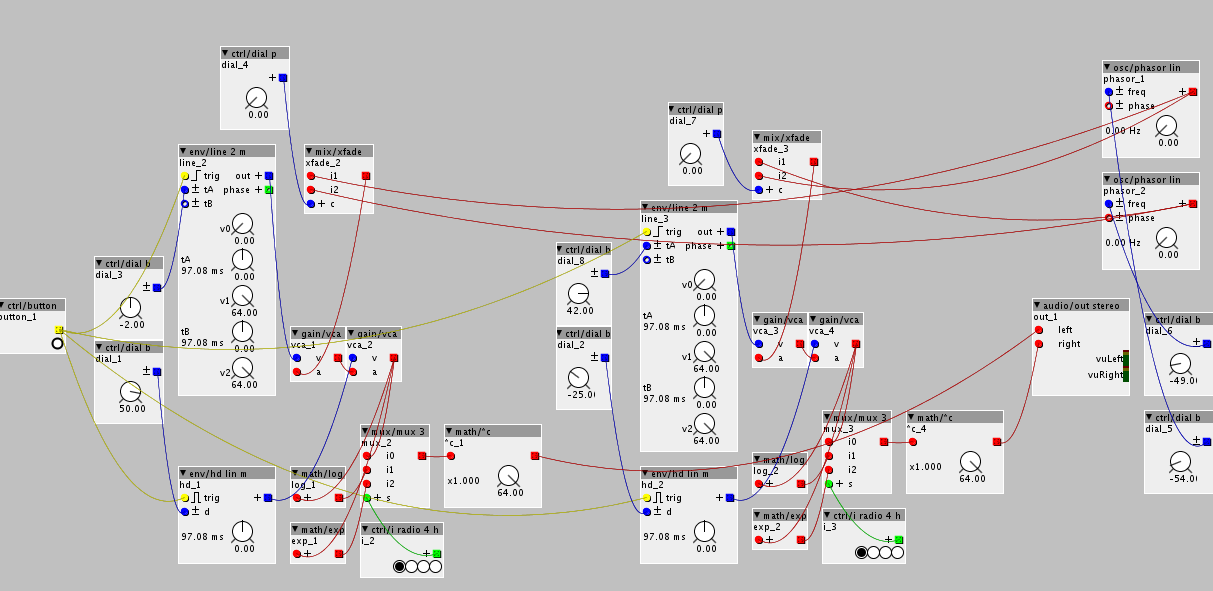 ▼ ctrl/button
button_1
▼ ctrl/dial b
dial_3
±
-2.00
▼ ctrl/dial b
dial_1
±
50.00
▼ env/line 2 m
line_2
trig out +
± tA phase +
± tB
v0
0.00
tA
97.08 ms
0.00
v1
64.00
tB
97.08 ms
0.00
v2
64.00
▼ env/hd lin m
hd_1
trig +
± d
97.08 ms
0.00
▼ ctrl/dial p
dial_4
+
0.00
▼ mix/xfade
xfade_2
i1
i2
+ c
▼ gain/vca
vca_1
v
a
▼ gain/vca
vca_2
v
a
▼ math/log
log_1
+
▼ math/exp
exp_1
+
▼ mux/mux 3
mux_2
i0
i1
i2
+ s
▼ ctrl/i radio 4 h
i_2
+
▼ math/^c
^c_1
x1.000
64.00
▼ ctrl/dial b
dial_8
±
42.00
▼ ctrl/dial b
dial_2
±
-25.0
▼ ctrl/dial p
dial_7
+
0.00
▼ env/line 2 m
line_3
trig out +
± tA phase +
± tB
v0
0.00
tA
97.08 ms
0.00
v1
64.00
tB
97.08 ms
0.00
v2
64.00
▼ env/hd lin m
hd_2
trig +
± d
97.08 ms
0.00
▼ mix/xfade
xfade_3
i1
i2
+ c
▼ gain/vca
vca_3
v
a
▼ gain/vca
vca_4
v
a
▼ math/log
log_2
+
▼ math/exp
exp_2
+
▼ mux/mux 3
mux_3
i0
i1
i2
+ s
▼ ctrl/i radio 4 h
i_3
+
▼ math/^c
^c_4
x1.000
64.00
▼ osc/phasor lin
phasor_1
± freq +
± phase
0.00 Hz
0.00
▼ osc/phasor lin
phasor_2
± freq +
± phase
0.00 Hz
0.00
▼ audio/out stereo
out_1
left
right
vuLeft
vuRight
▼ ctrl/dial b
dial_6
±
-49.0
▼ ctrl/dial b
dial_5
±
-54.0